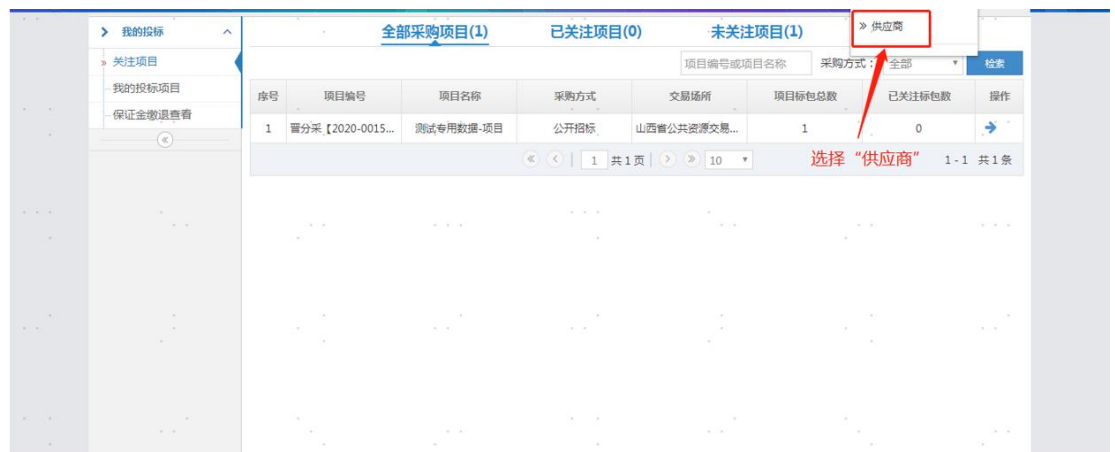 我的投标
关注项目
我的投标项目
保证金缴退查看
全部采购项目(1) 已关注项目(0) 未关注项目(1)
» 供应商
项目编号或项目名称 采购方式： 全部 检索
序号 项目编号 项目名称 采购方式 交易场所 项目标包总数 已关注标包数 操作
1 晋分采【2020-0015... 测试专用数据-项目 公开招标 山西省公共资源交易... 1 0
1 共1页 10 1 - 1 共1条
选择“供应商”